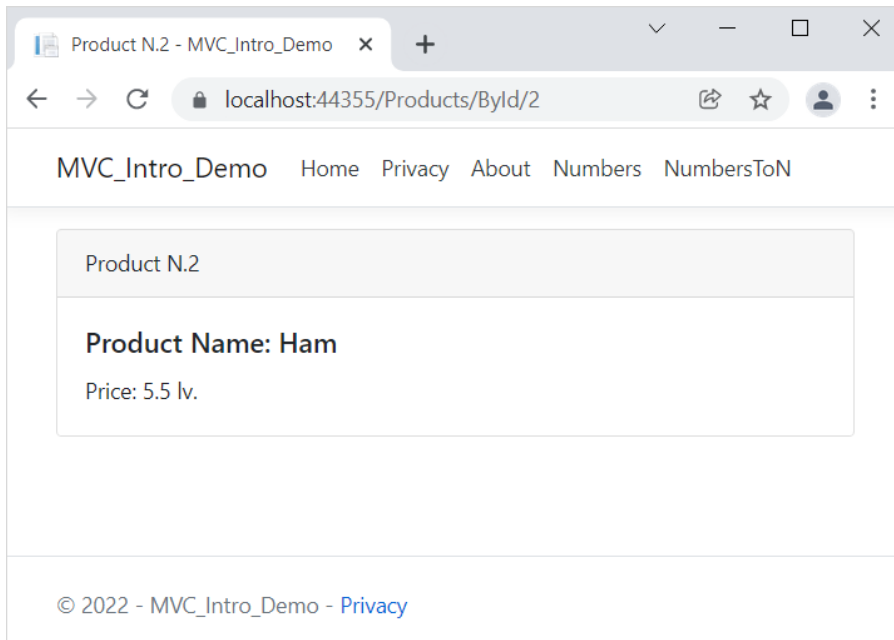 Product N.2 - MVC_Intro_Demo
localhost:44355/Products/ById/2
MVC_Intro_Demo Home Privacy About Numbers NumbersToN
Product N.2
Product Name: Ham
Price: 5.5 lv.
© 2022 - MVC_Intro_Demo - Privacy